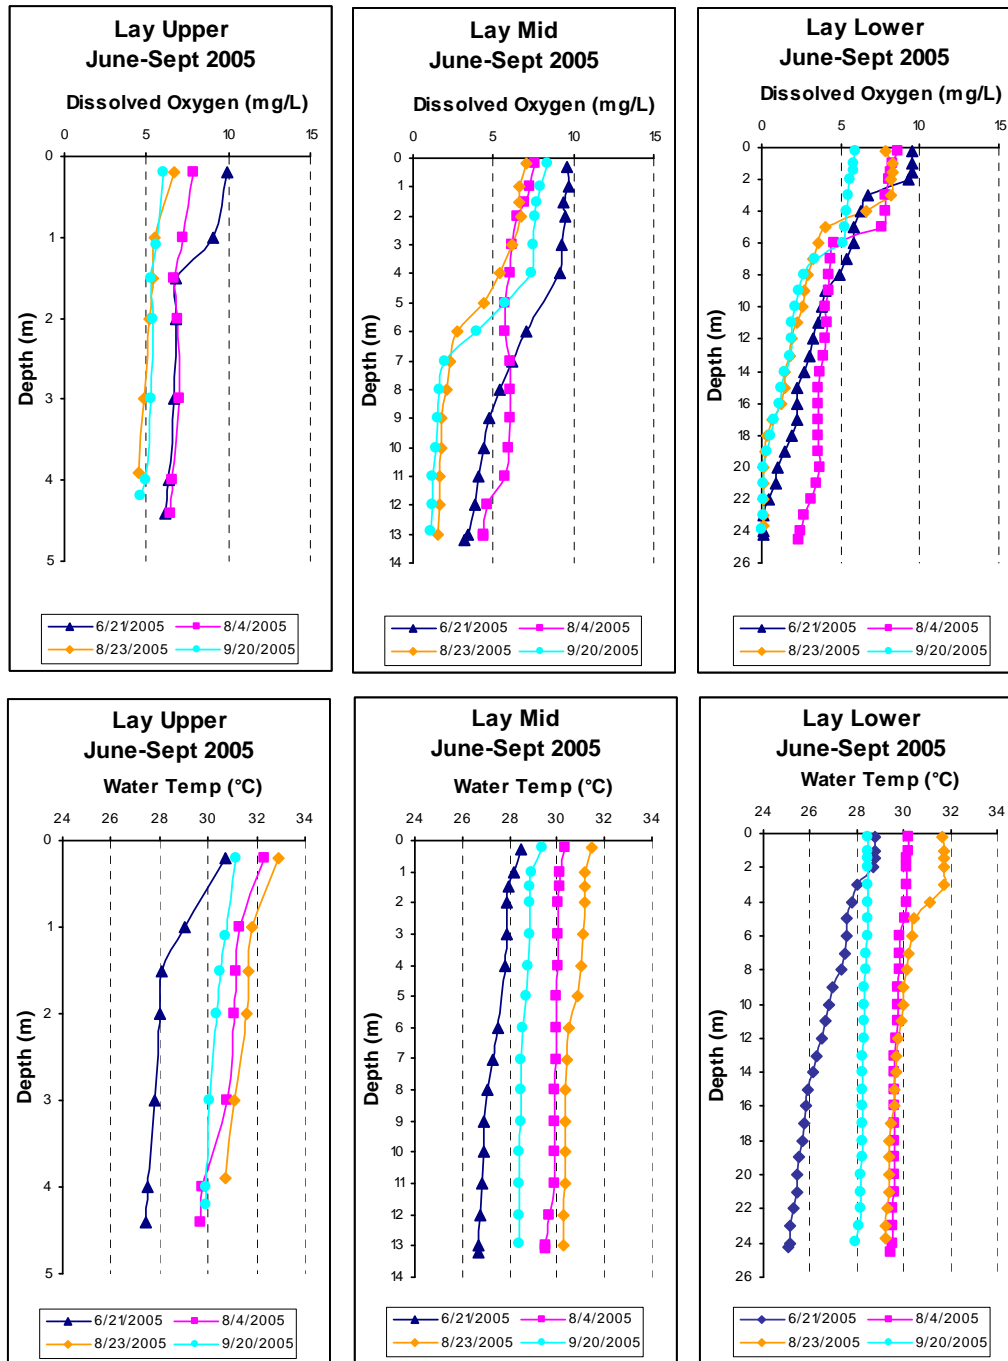 Lay Upper
June-Sept 2005
Dissolved Oxygen (mg/L)
0 5 10 15
0
1
2
3
4
5
Depth (m)
6/21/2005 8/4/2005
8/23/2005 9/20/2005
Lay Mid
June-Sept 2005
Dissolved Oxygen (mg/L)
0 5 10 15
0
1
2
3
4
5
6
7
8
9
10
11
12
13
14
Depth (m)
6/21/2005 8/4/2005
8/23/2005 9/20/2005
Lay Lower
June-Sept 2005
Dissolved Oxygen (mg/L)
0 5 10 15
0
2
4
6
8
10
12
14
16
18
20
22
24
26
Depth (m)
6/21/2005 8/4/2005
8/23/2005 9/20/2005
Lay Upper
June-Sept 2005
Water Temp (°C)
24 26 28 30 32 34
0
1
2
3
4
5
Depth (m)
6/21/2005 8/4/2005
8/23/2005 9/20/2005
Lay Mid
June-Sept 2005
Water Temp (°C)
24 26 28 30 32 34
0
1
2
3
4
5
6
7
8
9
10
11
12
13
14
Depth (m)
6/21/2005 8/4/2005
8/23/2005 9/20/2005
Lay Lower
June-Sept 2005
Water Temp (°C)
24 26 28 30 32 34
0
2
4
6
8
10
12
14
16
18
20
22
24
26
Depth (m)
6/21/2005 8/4/2005
8/23/2005 9/20/2005